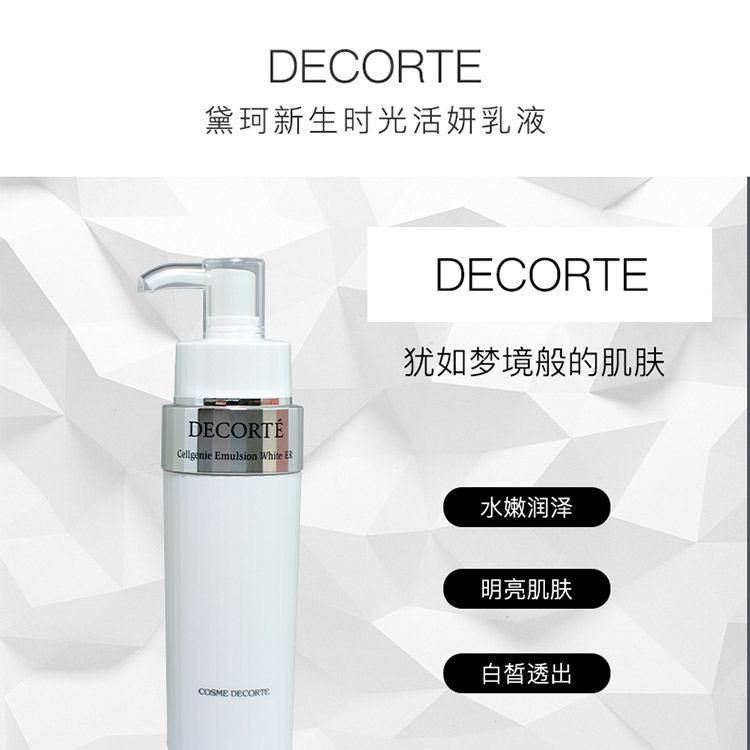 DECORTE
黛珂新生时光活妍乳液
DECORTE
犹如梦境般的肌肤
DECORTÉ
Cellgenie Emulsion White ER
水嫩润泽
明亮肌肤
白皙透出
COSME DECORTE